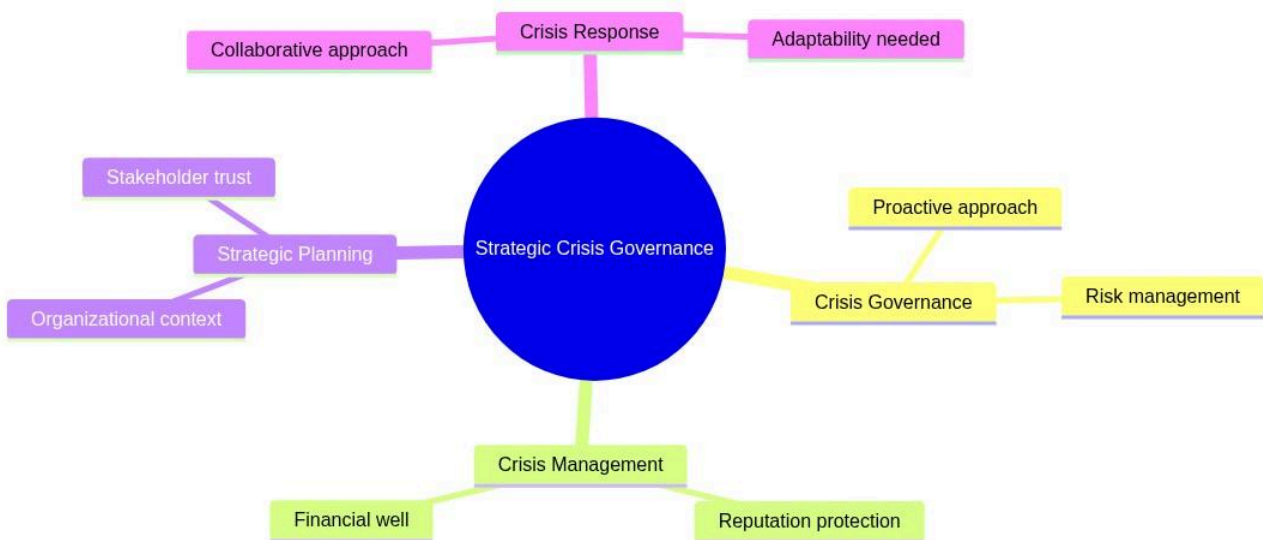 Crisis Response
Collaborative approach
Adaptability needed
Stakeholder trust
Strategic Planning
Organizational context
Strategic Crisis Governance
Proactive approach
Crisis Governance
Risk management
Crisis Management
Financial well
Reputation protection